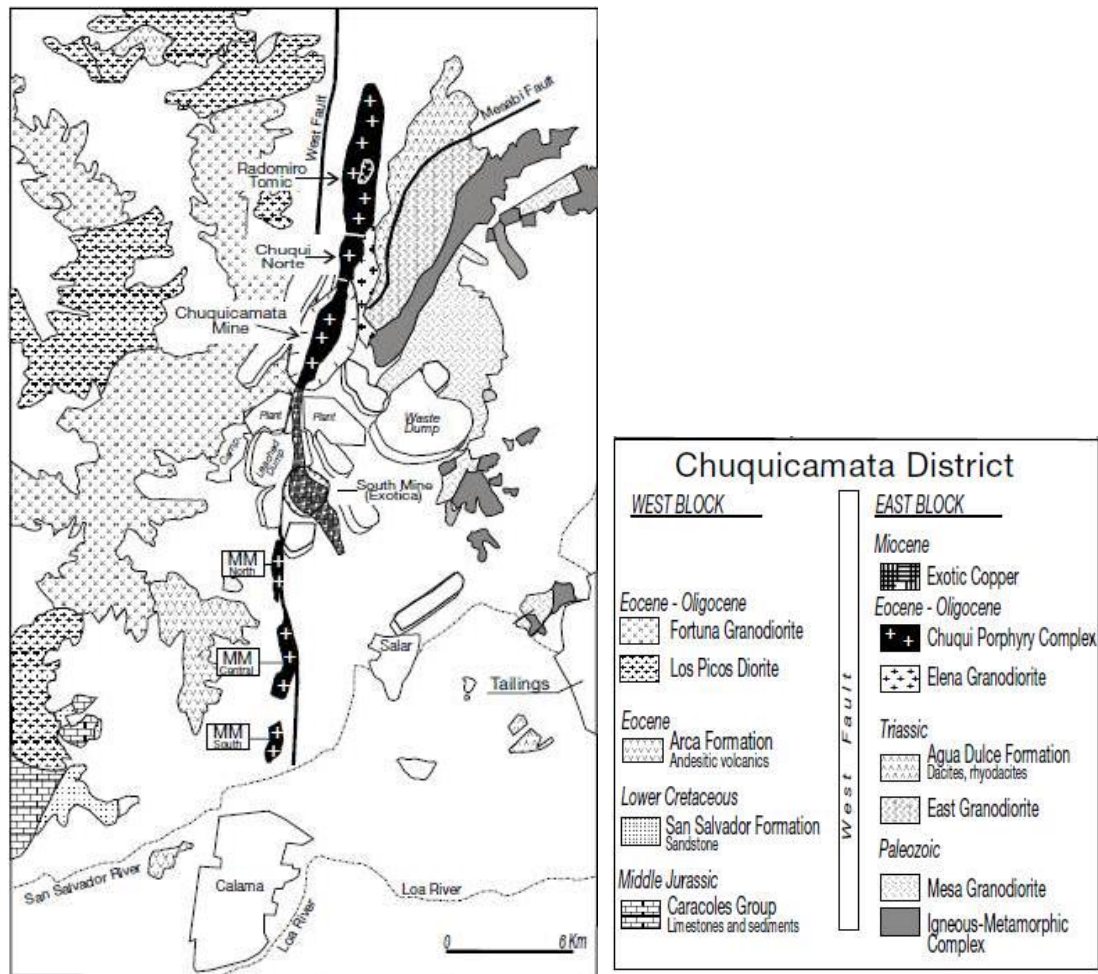 West Fault
Mesabi Fault
Radomiro
Tomic
Chuqui
Norte
Chuquicamata
Mine
Plant
Plant
Waste
Dump
Camp
Leached
Dump
South Mine
(Exotica)
MM
North
MM
Central
Salar
Tailings
MM
South
San Salvador River
Calama
Loa River
Loa River
0 6 Km
Chuquicamata District
WEST BLOCK
Eocene - Oligocene
Fortuna Granodiorite
Los Picos Diorite
Eocene
Arca Formation
Andesitic volcanics
Lower Cretaceous
San Salvador Formation
Sandstone
Middle Jurassic
Caracoles Group
Limestones and sediments
West Fault
EAST BLOCK
Miocene
Exotic Copper
Eocene - Oligocene
Chuqui Porphyry Complex
Elena Granodiorite
Triassic
Agua Dulce Formation
Dacites, rhyodacites
East Granodiorite
Paleozoic
Mesa Granodiorite
Igneous-Metamorphic
Complex